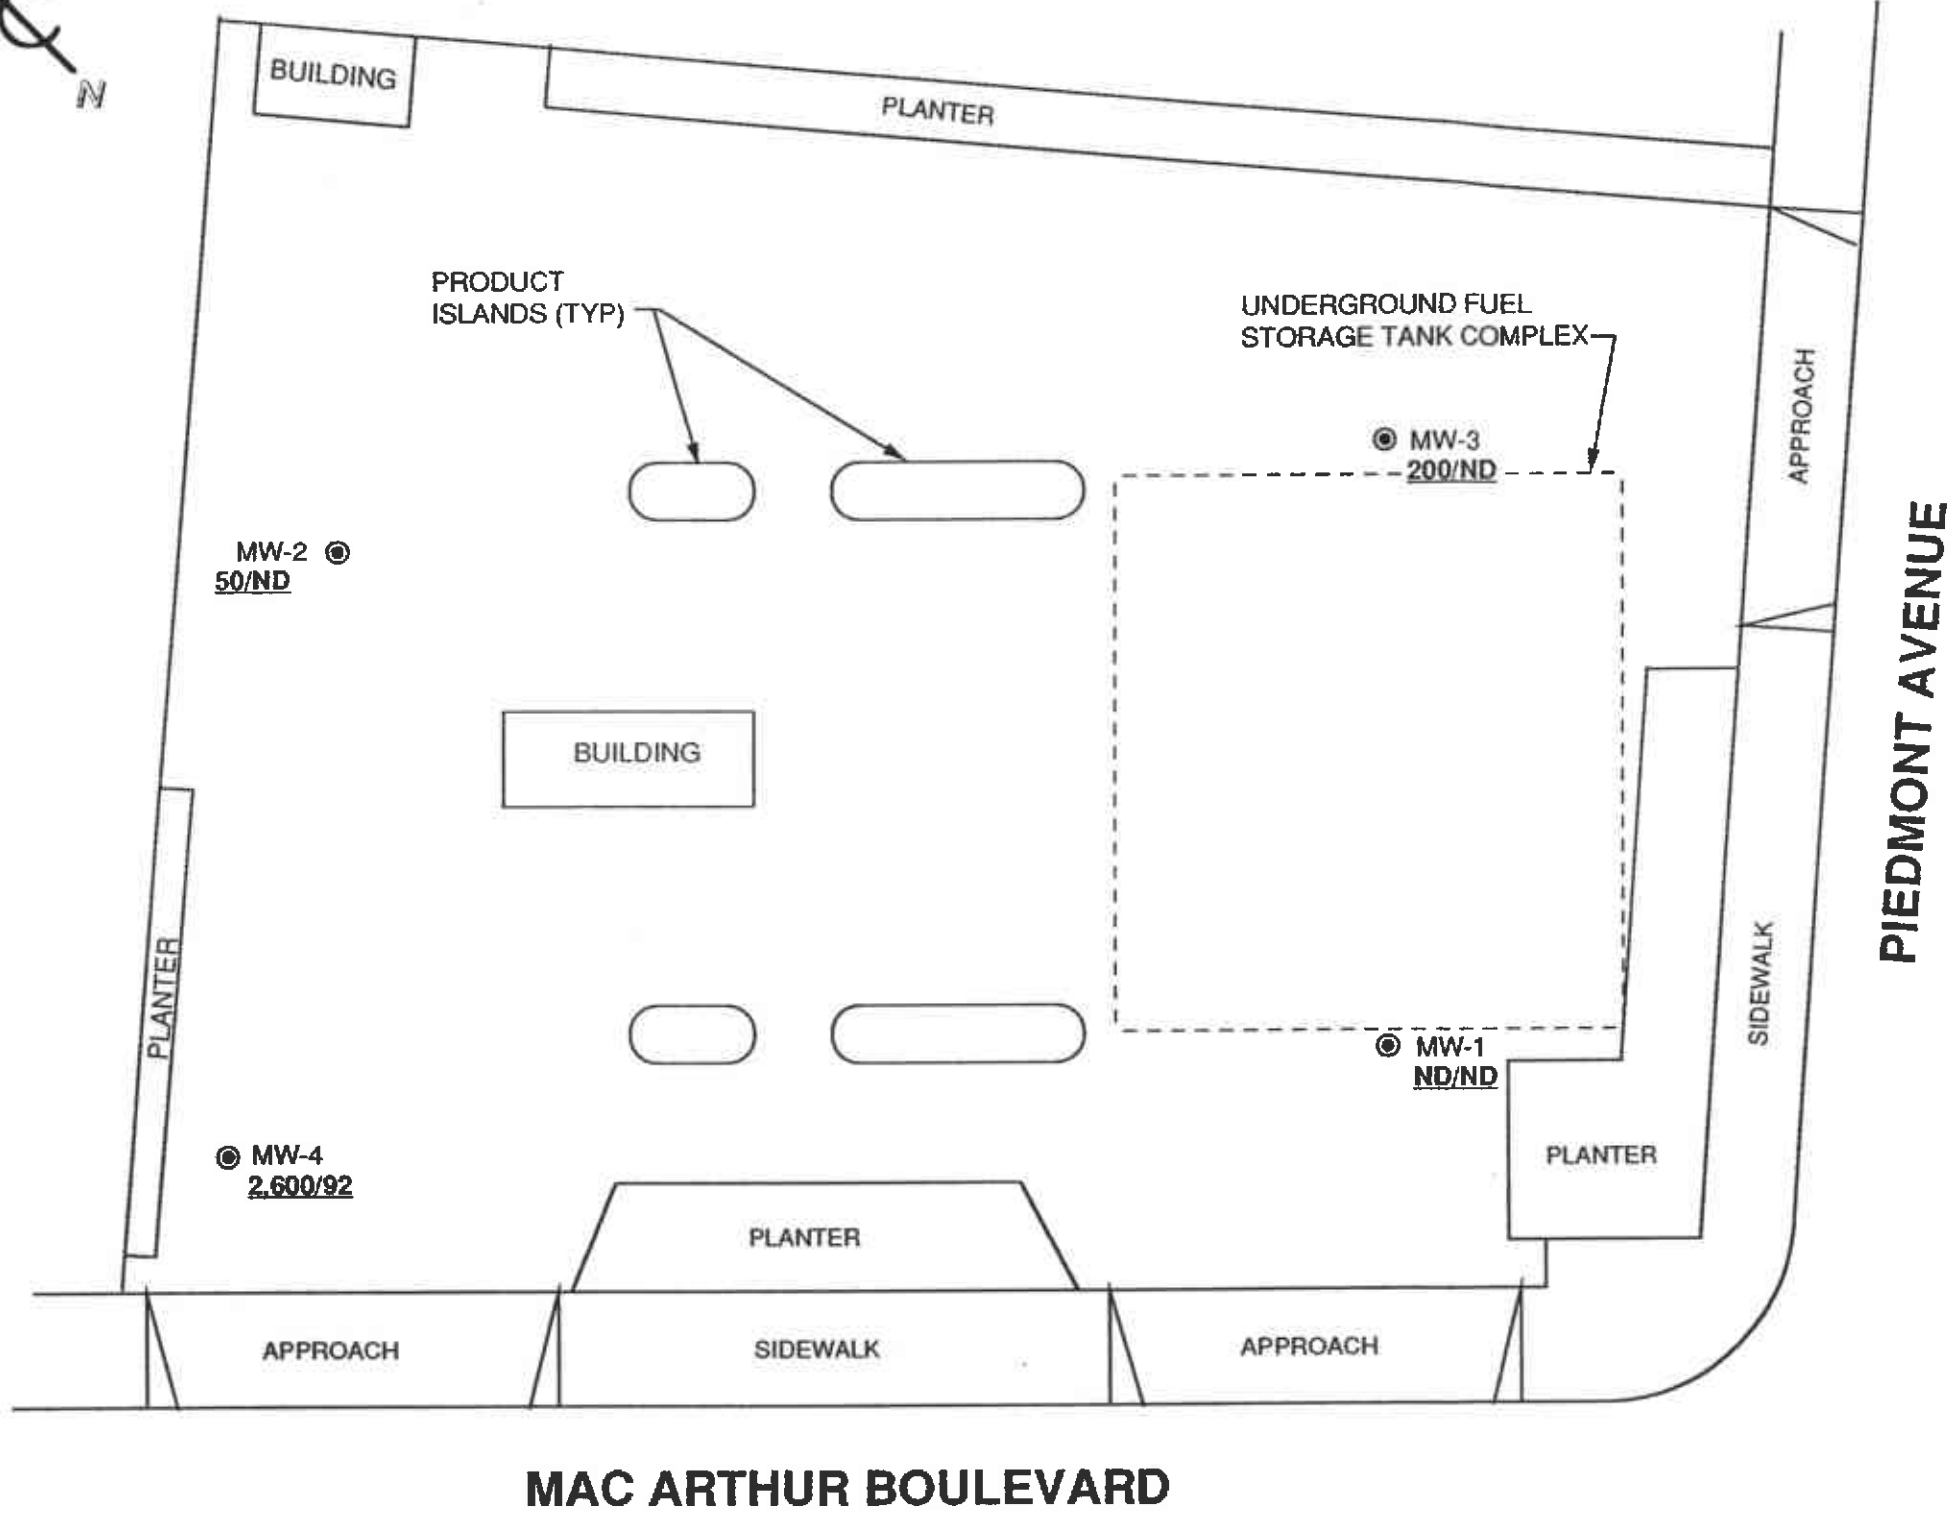 N
BUILDING
PLANTER
PRODUCT
ISLANDS (TYP)
UNDERGROUND FUEL
STORAGE TANK COMPLEX
APPROACH
MW-3
200/ND
MW-2
50/ND
PIEDMONT AVENUE
BUILDING
PLANTER
SIDEWALK
MW-1
ND/ND
MW-4
2,600/92
PLANTER
PLANTER
APPROACH
SIDEWALK
APPROACH
MAC ARTHUR BOULEVARD